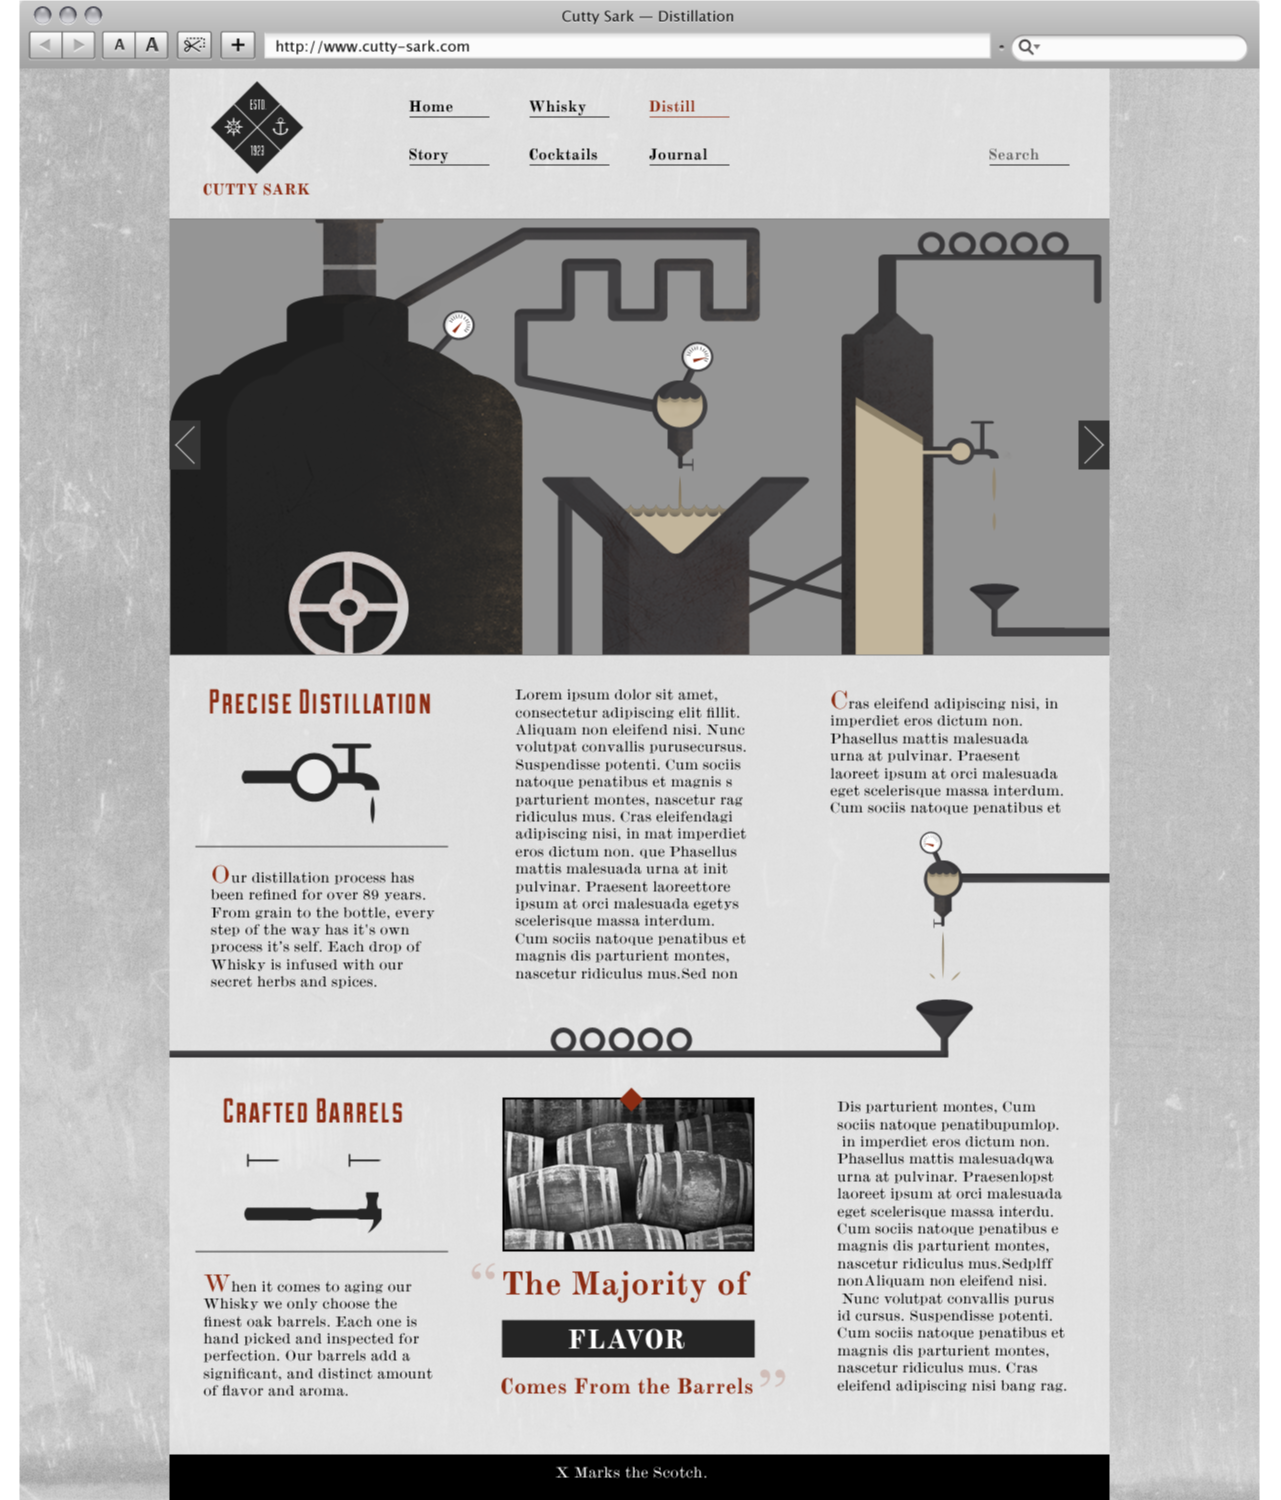 Cutty Sark — Distillation
A A + http://www.cutty-sark.com
ESTD
1923
CUTTY SARK
Home Whisky Distill
Story Cocktails Journal Search
PRECISE DISTILLATION
Our distillation process has
been refined for over 89 years.
From grain to the bottle, every
step of the way has it's own
process it's self. Each drop of
Whisky is infused with our
secret herbs and spices.
Lorem ipsum dolor sit amet,
consectetur adipiscing elit fillit.
Aliquam non eleifend nisi. Nunc
volutpat convallis purusecursus.
Suspendisse potenti. Cum sociis
natoque penatibus et magnis s
parturient montes, nascetur rag
ridiculus mus. Cras eleifendagi
adipiscing nisi, in mat imperdiet
eros dictum non. que Phasellus
mattis malesuada urna at init
pulvinar. Praesent laoreettore
ipsum at orci malesuada egetys
scelerisque massa interdum.
Cum sociis natoque penatibus et
magnis dis parturient montes,
nascetur ridiculus mus.Sed non
Cras eleifend adipiscing nisi, in
imperdiet eros dictum non.
Phasellus mattis malesuada
urna at pulvinar. Praesent
laoreet ipsum at orci malesuada
eget scelerisque massa interdum.
Cum sociis natoque penatibus et
CRAFTED BARRELS
When it comes to aging our
Whisky we only choose the
finest oak barrels. Each one is
hand picked and inspected for
perfection. Our barrels add a
significant, and distinct amount
of flavor and aroma.
“The Majority of
FLAVOR
Comes From the Barrels”
Dis parturient montes, Cum
sociis natoque penatibupumlop.
in imperdiet eros dictum non.
Phasellus mattis malesuadqwa
urna at pulvinar. Praesenlopst
laoreet ipsum at orci malesuada
eget scelerisque massa interdu.
Cum sociis natoque penatibus e
magnis dis parturient montes,
nascetur ridiculus mus.Sedplff
nonAliquam non eleifend nisi.
Nunc volutpat convallis purus
id cursus. Suspendisse potenti.
Cum sociis natoque penatibus et
magnis dis parturient montes,
nascetur ridiculus mus. Cras
eleifend adipiscing nisi bang rag.
X Marks the Scotch.